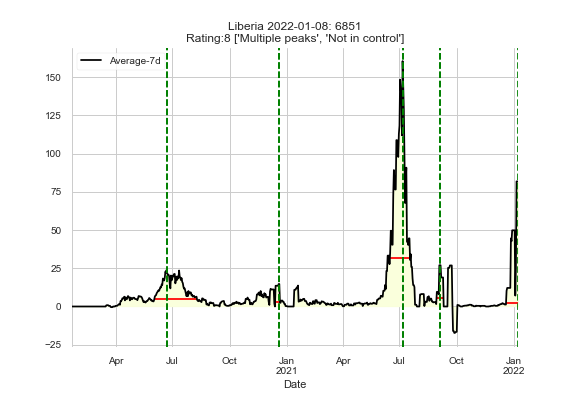 Liberia 2022-01-08: 6851
Rating:8 ['Multiple peaks', 'Not in control']
Average-7d
150
125
100
75
50
25
0
−25
Apr Jul Oct Jan Apr Jul Oct Jan
2021 2022
Date